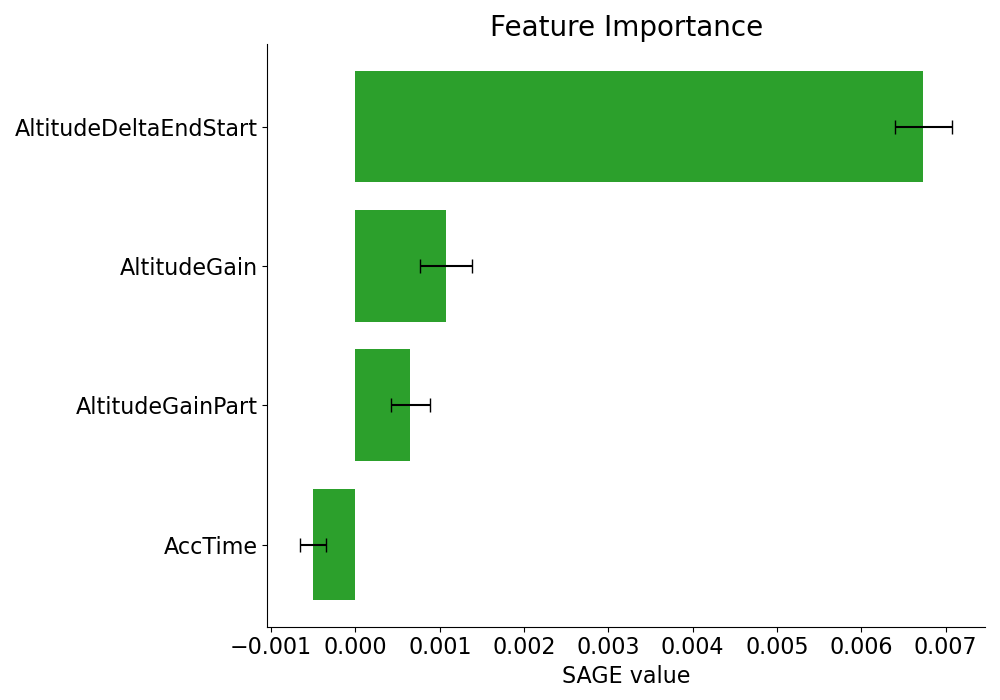 Feature Importance
AltitudeDeltaEndStart
AltitudeGain
AltitudeGainPart
AccTime
−0.001 0.000 0.001 0.002 0.003 0.004 0.005 0.006 0.007
SAGE value